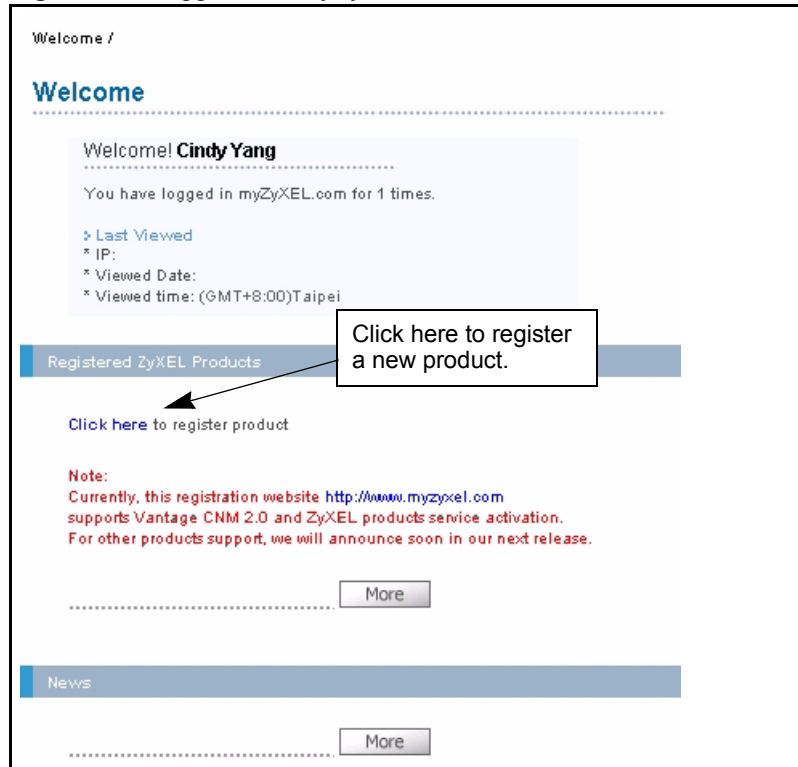 Welcome /
Welcome
Welcome! Cindy Yang
You have logged in myZyXEL.com for 1 times.
Last Viewed
* IP:
* Viewed Date:
* Viewed time: (GMT+8:00)Taipei
Click here to register
a new product.
Registered ZyXEL Products
Click here to register product
Note:
Currently, this registration website http://www.myzyxel.com
supports Vantage CNM 2.0 and ZyXEL products service activation.
For other products support, we will announce soon in our next release.
More
News
More